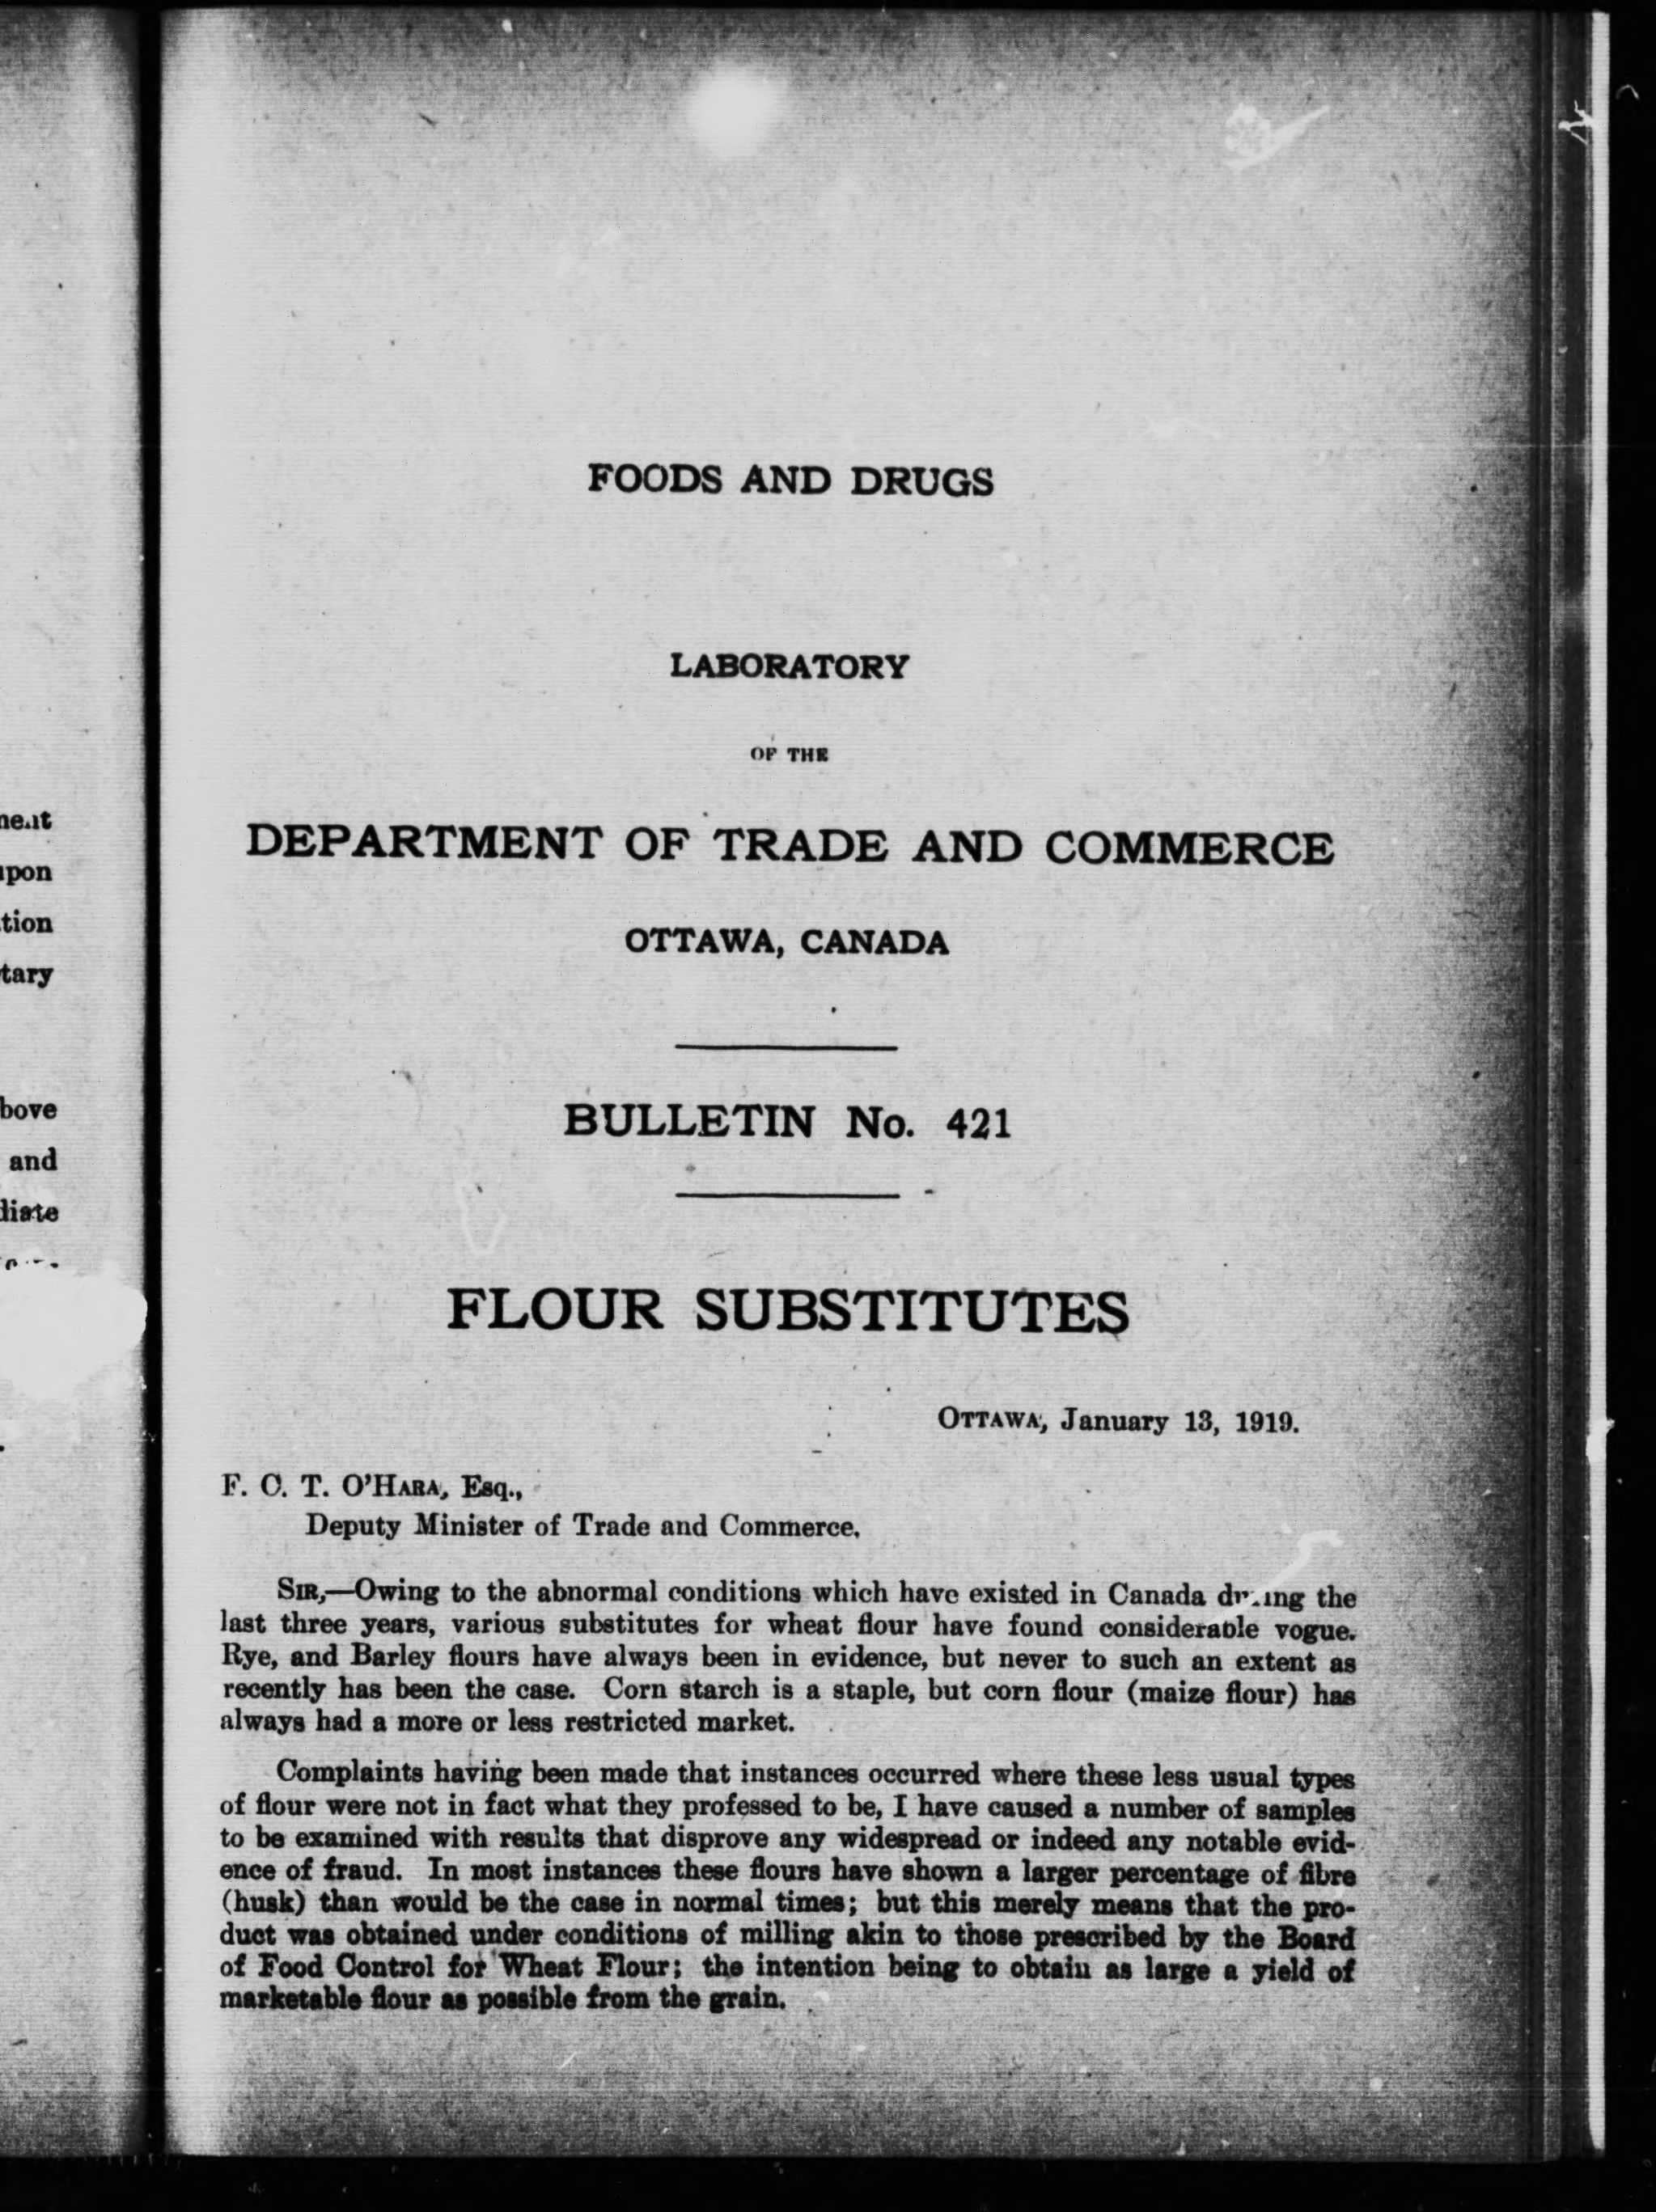 nent
upon
tion
tary
bove
and
diate
FOODS AND DRUGS
LABORATORY
OF THE
DEPARTMENT OF TRADE AND COMMERCE
OTTAWA, CANADA
BULLETIN No. 421
FLOUR SUBSTITUTES
OTTAWA, January 13, 1919.
F. C. T. O'HARA, Esq.,
Deputy Minister of Trade and Commerce.
SIR,—Owing to the abnormal conditions which have existed in Canada during the
last three years, various substitutes for wheat flour have found considerable vogue.
Rye, and Barley flours have always been in evidence, but never to such an extent as
recently has been the case. Corn starch is a staple, but corn flour (maize flour) has
always had a more or less restricted market.
Complaints having been made that instances occurred where these less usual types
of flour were not in fact what they professed to be, I have caused a number of samples
to be examined with results that disprove any widespread or indeed any notable evid-
ence of fraud. In most instances these flours have shown a larger percentage of fibre
(husk) than would be the case in normal times; but this merely means that the pro-
duct was obtained under conditions of milling akin to those prescribed by the Board
of Food Control for Wheat Flour; the intention being to obtain as large a yield of
marketable flour as possible from the grain.